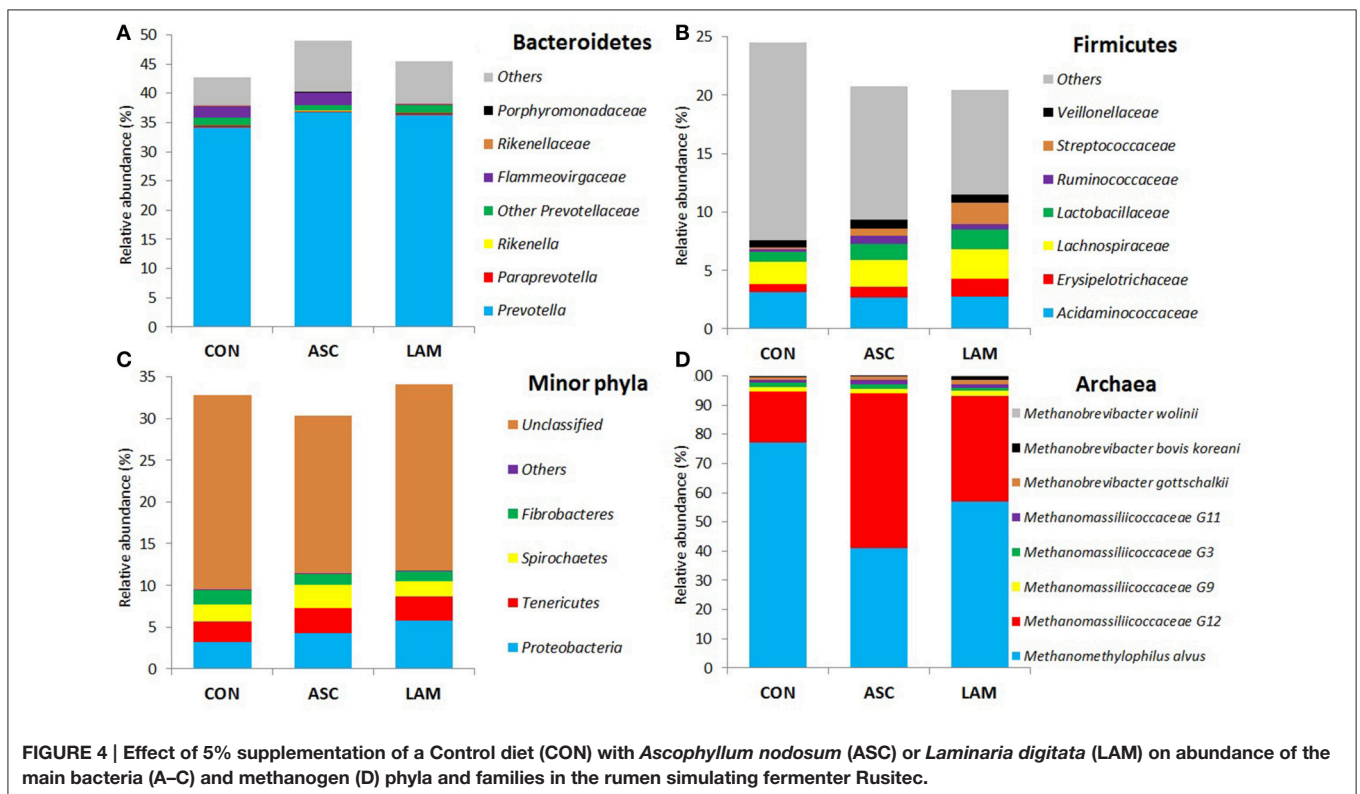 A
Bacteroidetes
Relative abundance (%)
50
45
40
35
30
25
20
15
10
5
0
Others
Porphyromonadaceae
Rikenellaceae
Flammeovirgaceae
Other Prevotellaceae
Rikenella
Paraprevotella
Prevotella
CON ASC LAM
B
Firmicutes
Relative abundance (%)
25
20
15
10
5
0
Others
Veillonellaceae
Streptococcaceae
Ruminococcaceae
Lactobacillaceae
Lachnospiraceae
Erysipelotrichaceae
Acidaminococcaceae
CON ASC LAM
C
Minor phyla
Relative abundance (%)
35
30
25
20
15
10
5
0
Unclassified
Others
Fibrobacteres
Spirochaetes
Tenericutes
Proteobacteria
CON ASC LAM
D
Archaea
Relative abundance (%)
00
90
80
70
60
50
40
30
20
10
0
Methanobrevibacter wolinii
Methanobrevibacter bovis koreani
Methanobrevibacter gottschalkii
Methanomassiliicoccaceae G11
Methanomassiliicoccaceae G3
Methanomassiliicoccaceae G9
Methanomassiliicoccaceae G12
Methanomethylophilus alvus
CON ASC LAM
FIGURE 4 | Effect of 5% supplementation of a Control diet (CON) with Ascophyllum nodosum (ASC) or Laminaria digitata (LAM) on abundance of the
main bacteria (A–C) and methanogen (D) phyla and families in the rumen simulating fermenter Rusitec.